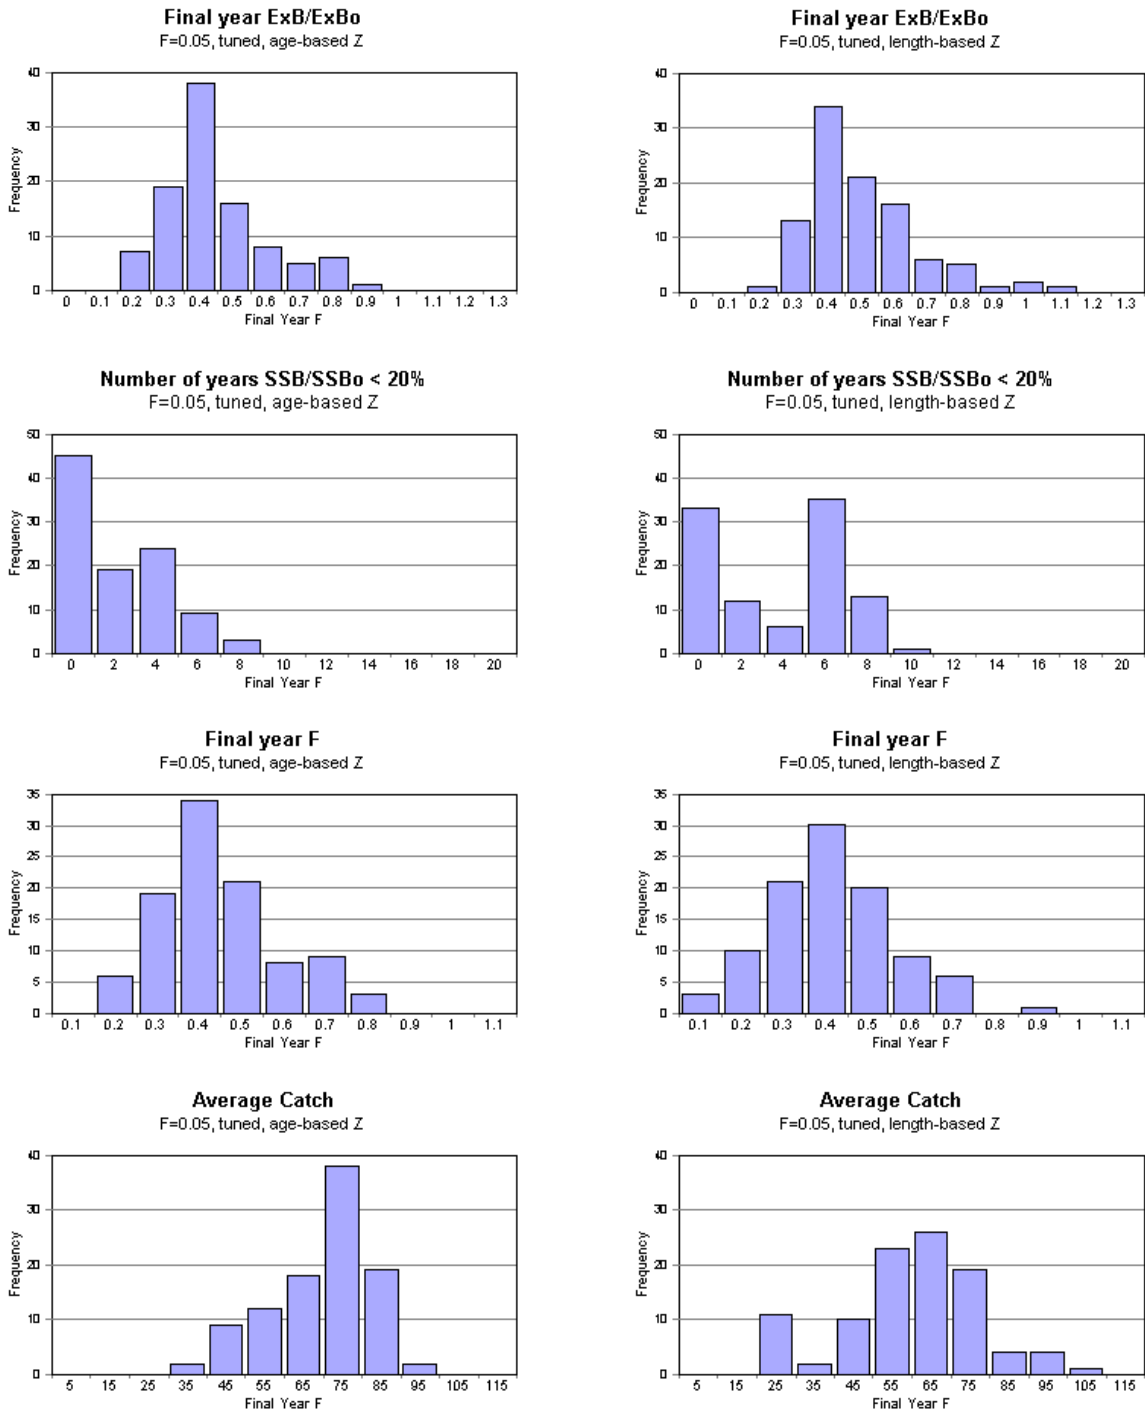 Final year ExB/ExBo
F=0.05, tuned, age-based Z
40
30
20
10
0
Frequency
0 0.1 0.2 0.3 0.4 0.5 0.6 0.7 0.8 0.9 1 1.1 1.2 1.3
Final Year F
Final year ExB/ExBo
F=0.05, tuned, length-based Z
40
30
20
10
0
Frequency
0 0.1 0.2 0.3 0.4 0.5 0.6 0.7 0.8 0.9 1 1.1 1.2 1.3
Final Year F
Number of years SSB/SSBo < 20%
F=0.05, tuned, age-based Z
50
40
30
20
10
0
Frequency
0 2 4 6 8 10 12 14 16 18 20
Final Year F
Number of years SSB/SSBo < 20%
F=0.05, tuned, length-based Z
50
40
30
20
10
0
Frequency
0 2 4 6 8 10 12 14 16 18 20
Final Year F
Final year F
F=0.05, tuned, age-based Z
35
30
25
20
15
10
5
0
Frequency
0.1 0.2 0.3 0.4 0.5 0.6 0.7 0.8 0.9 1 1.1
Final Year F
Final year F
F=0.05, tuned, length-based Z
35
30
25
20
15
10
5
0
Frequency
0.1 0.2 0.3 0.4 0.5 0.6 0.7 0.8 0.9 1 1.1
Final Year F
Average Catch
F=0.05, tuned, age-based Z
40
30
20
10
0
Frequency
5 15 25 35 45 55 65 75 85 95 105 115
Final Year F
Average Catch
F=0.05, tuned, length-based Z
40
30
20
10
0
Frequency
5 15 25 35 45 55 65 75 85 95 105 115
Final Year F